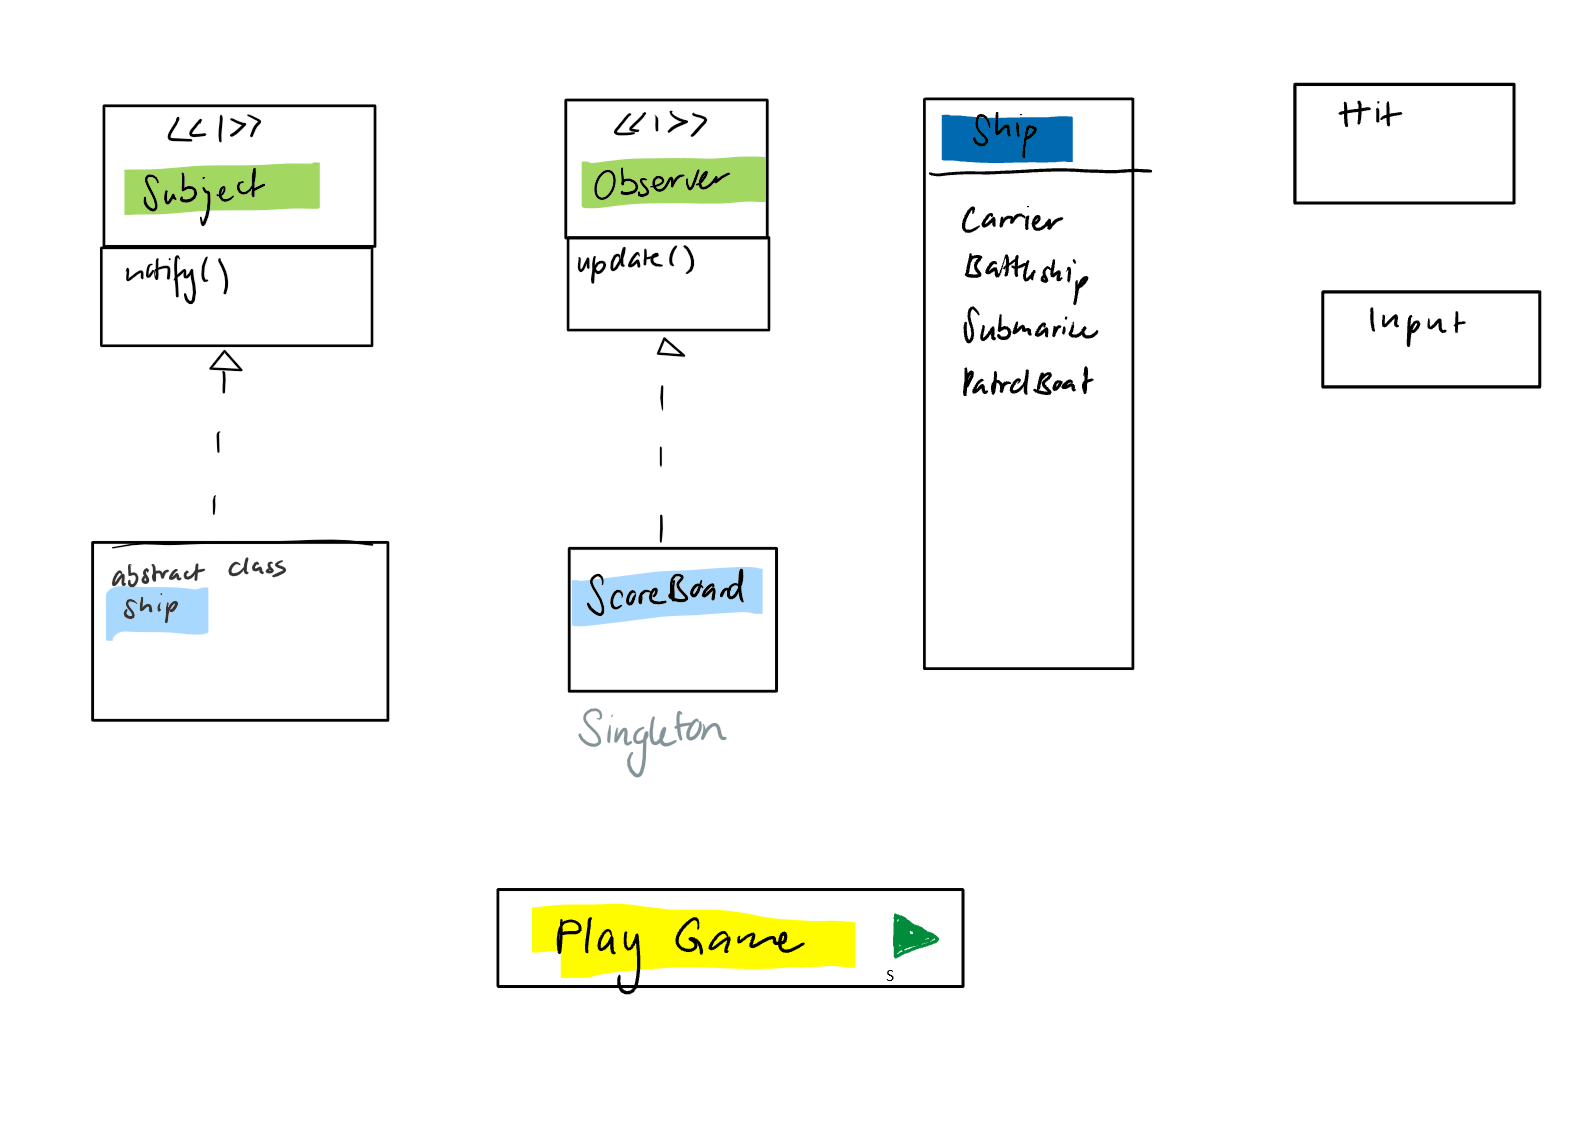 <<I>>
Subject
notify()
abstract class
ship
<<I>>
Observer
update()
ScoreBoard
Singleton
Ship
Carrier
Battleship
Submarine
PatrolBoat
Hit
Input
Play Game
S